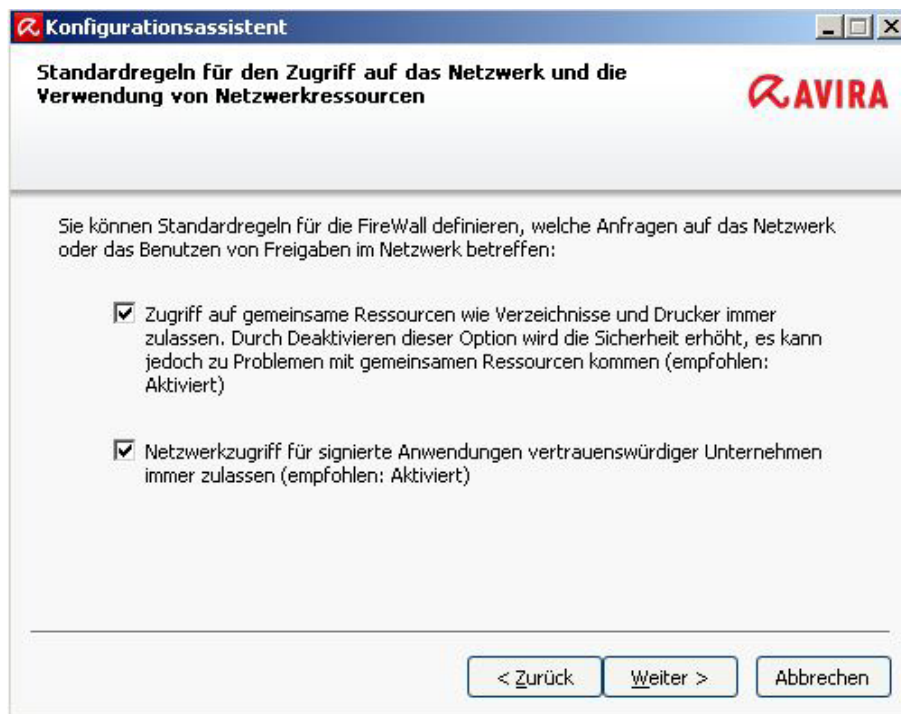 Konfigurationsassistent
Standardregeln für den Zugriff auf das Netzwerk und die
Verwendung von Netzwerkressourcen
AVIRA
Sie können Standardregeln für die FireWall definieren, welche Anfragen auf das Netzwerk
oder das Benutzen von Freigaben im Netzwerk betreffen:
Zugriff auf gemeinsame Ressourcen wie Verzeichnisse und Drucker immer
zulassen. Durch Deaktivieren dieser Option wird die Sicherheit erhöht, es kann
jedoch zu Problemen mit gemeinsamen Ressourcen kommen (empfohlen:
Aktiviert)
Netzwerkzugriff für signierte Anwendungen vertrauenswürdiger Unternehmen
immer zulassen (empfohlen: Aktiviert)
< Zurück
Weiter >
Abbrechen